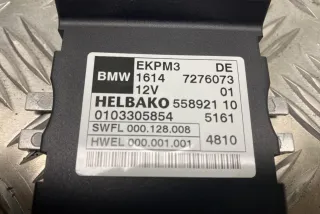 BMW EKPM3 DE
1614 7276073
12V 01
HELBAKO 558921 10
0103305854 5161
SWFL 000.128.008
HWEL 000.001.001 4810